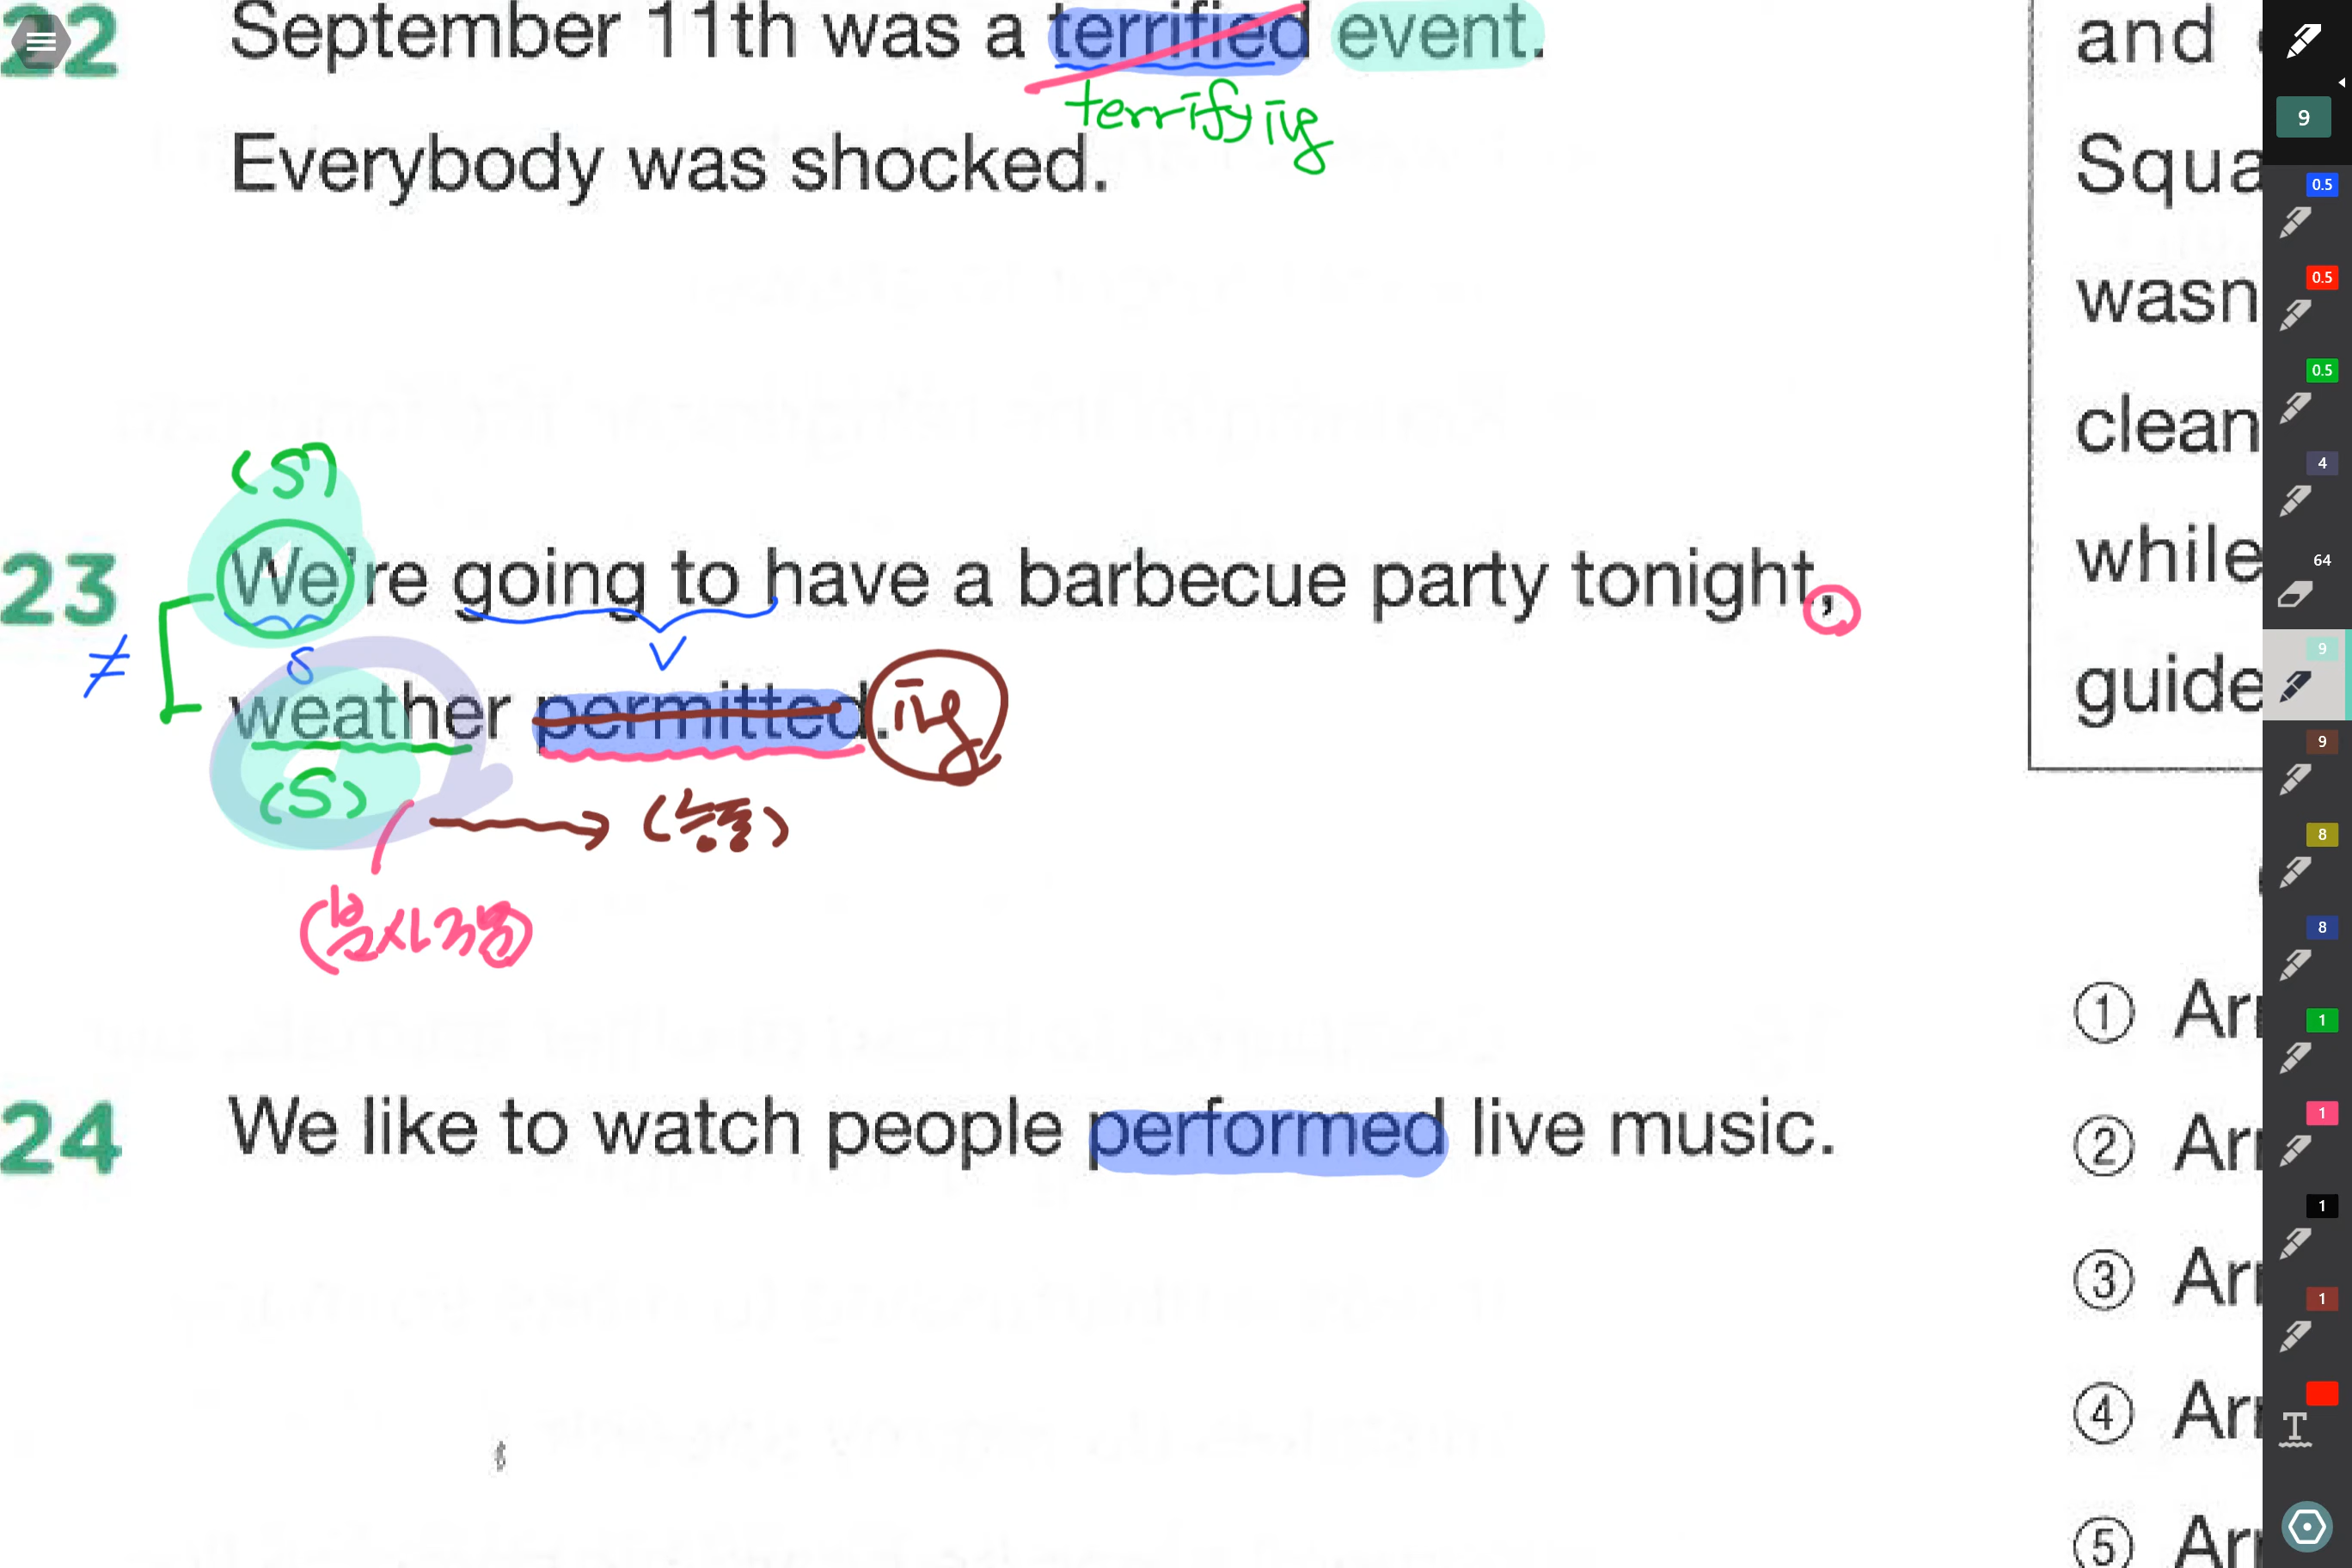 22 September 11th was a terrified event.
terrifying
Everybody was shocked.
(S)
23 We're going to have a barbecue party tonight,
≠ s v
weather permitted. ing
(S) → (능동)
(분사구문)
24 We like to watch people performed live music.
and
Squa
wasn
clean
while
guide
① Ar
② Ar
③ Ar
④ Ar
⑤ Ar
9
0.5
0.5
0.5
4
64
9
9
8
8
1
1
1
1
T